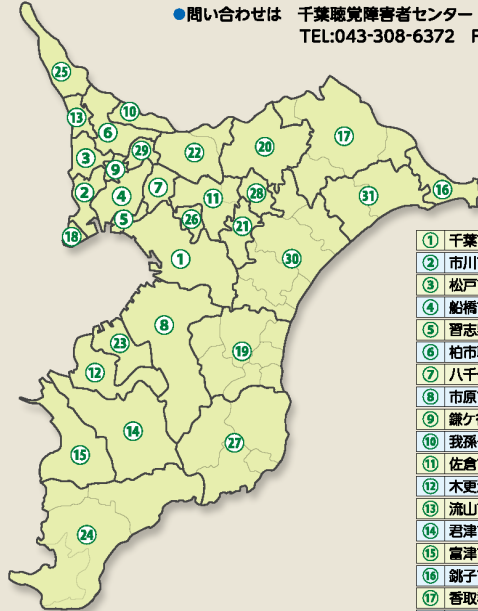 ●問い合わせは 千葉聴覚障害者センター
TEL:043-308-6372 F
25
13
10
6
29
3
9
22
20
17
2
4
7
11
28
31
16
5
26
21
18
1
30
8
23
19
12
14
27
15
24
① 千葉
② 市川
③ 松戸
④ 船橋
⑤ 習志
⑥ 柏市
⑦ 八千
⑧ 市原
⑨ 鎌ケ
⑩ 我孫
⑪ 佐倉
⑫ 木更
⑬ 流山
⑭ 君津
⑮ 富津
⑯ 銚子
⑰ 香取